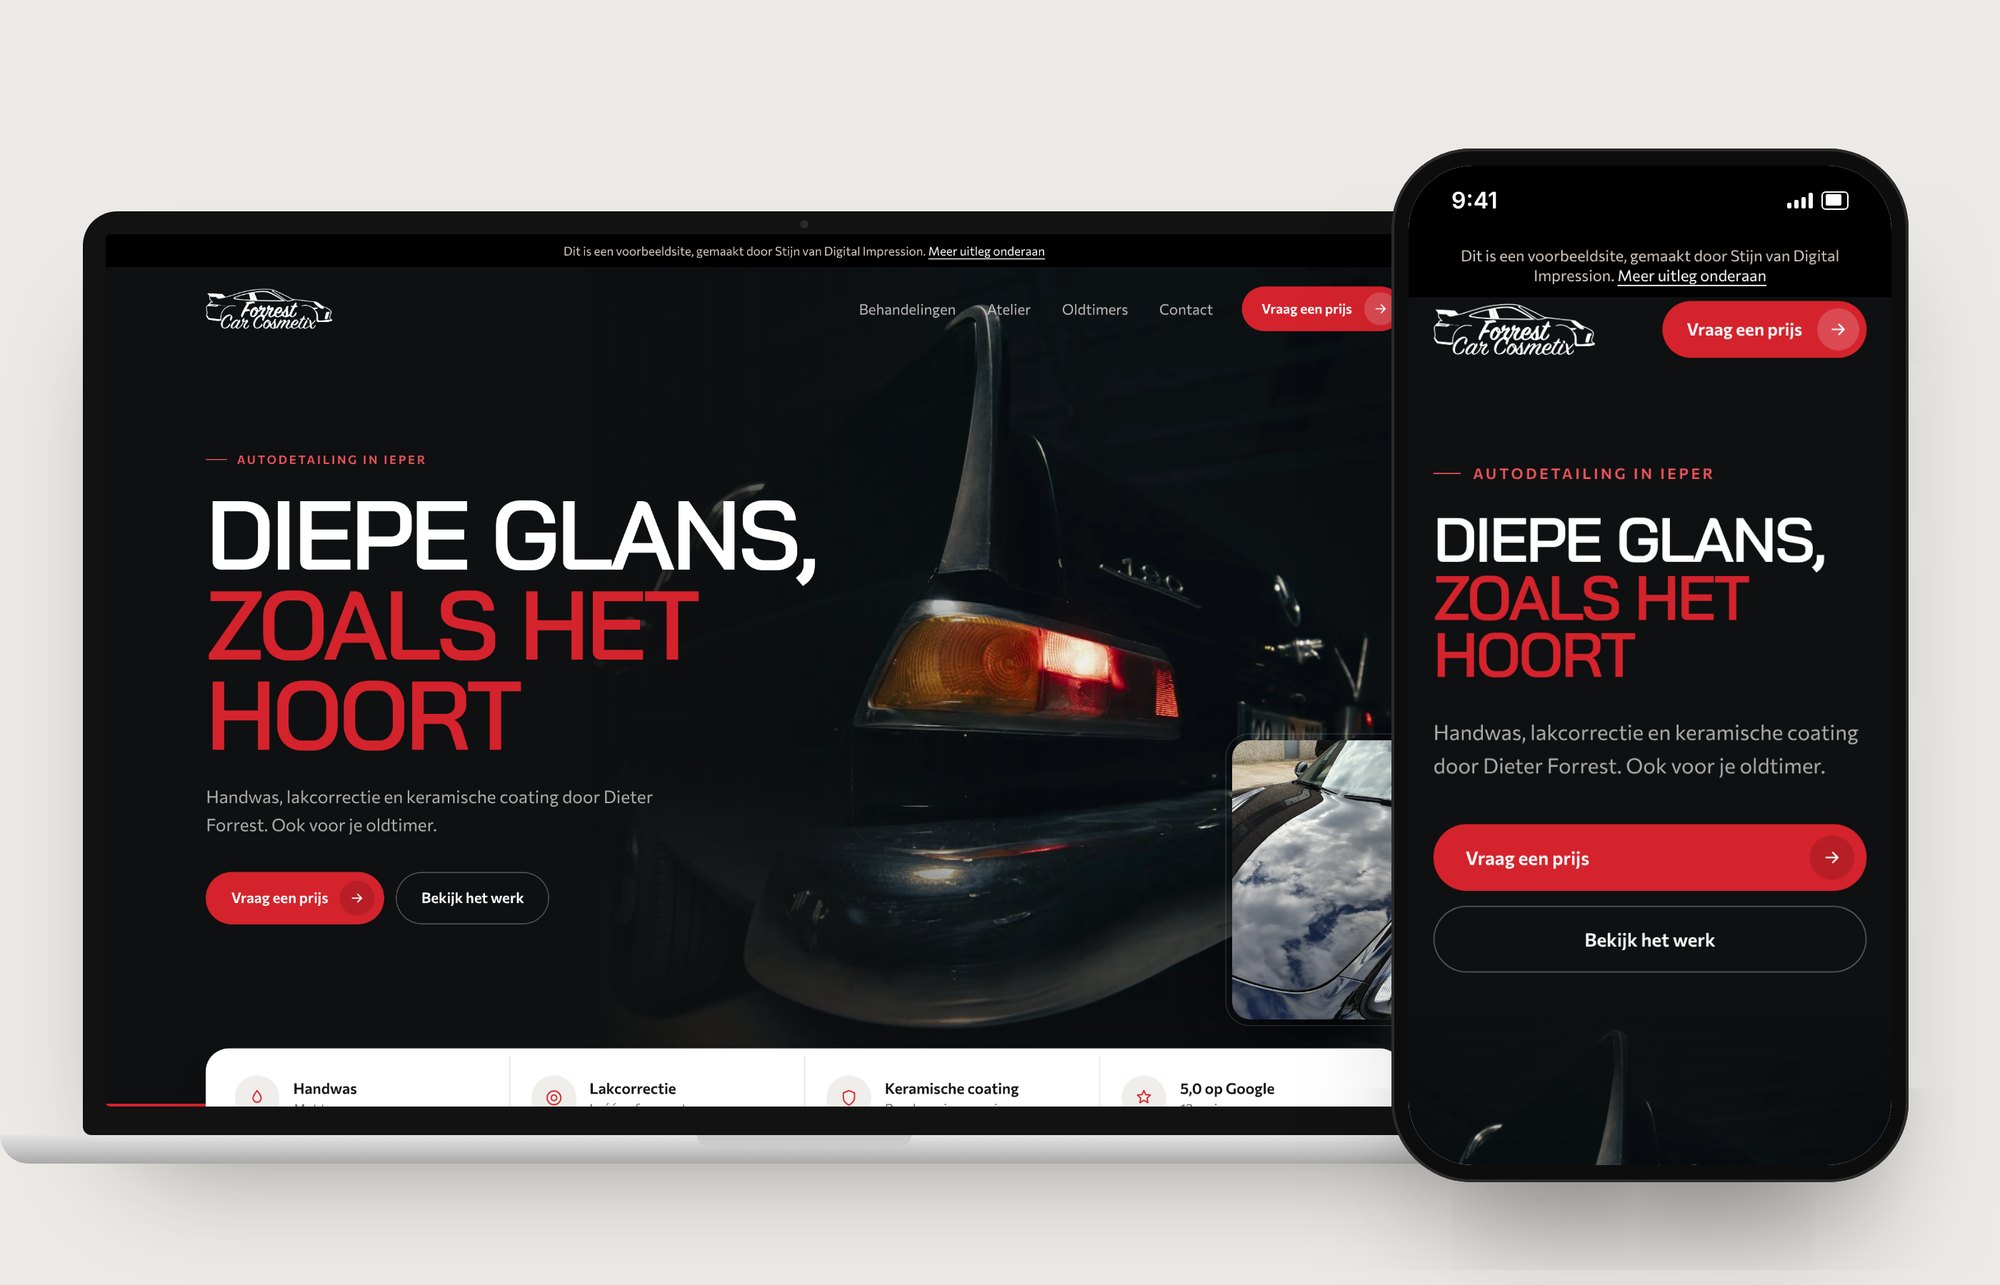 Dit is een voorbeeldsite, gemaakt door Stijn van Digital Impression. Meer uitleg onderaan
Forrest
Car Cosmetix
Behandelingen
Atelier
Oldtimers
Contact
Vraag een prijs
AUTODETAILING IN IEPER
DIEPE GLANS,
ZOALS HET
HOORT
Handwas, lakcorrectie en keramische coating door Dieter
Forrest. Ook voor je oldtimer.
Vraag een prijs
Bekijk het werk
190
Handwas
Lakcorrectie
Keramische coating
5,0 op Google
9:41
Dit is een voorbeeldsite, gemaakt door Stijn van Digital
Impression. Meer uitleg onderaan
Forrest
Car Cosmetix
Vraag een prijs
AUTODETAILING IN IEPER
DIEPE GLANS,
ZOALS HET
HOORT
Handwas, lakcorrectie en keramische coating
door Dieter Forrest. Ook voor je oldtimer.
Vraag een prijs
Bekijk het werk